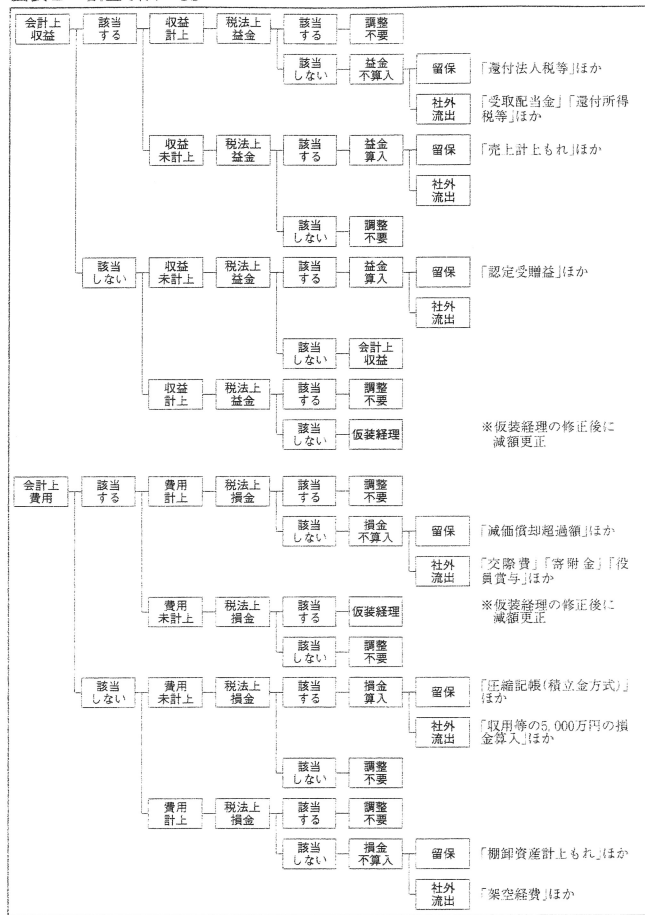 会計上
収益
該当
する
収益
計上
税法上
益金
該当
する
調整
不要
該当
しない
益金
不算入
留保
「還付法人税等」ほか
社外
流出
「受取配当金」「還付所得
税等」ほか
収益
未計上
税法上
益金
該当
する
益金
算入
留保
「売上計上もれ」ほか
社外
流出
該当
しない
調整
不要
該当
しない
収益
未計上
税法上
益金
該当
する
益金
算入
留保
「認定受贈益」ほか
社外
流出
該当
しない
会計上
収益
収益
計上
税法上
益金
該当
する
調整
不要
該当
しない
仮装経理
※仮装経理の修正後に
減額更正
会計上
費用
該当
する
費用
計上
税法上
損金
該当
する
調整
不要
該当
しない
損金
不算入
留保
「減価償却超過額」ほか
社外
流出
「交際費」「寄附金」「役
員賞与」ほか
費用
未計上
税法上
損金
該当
する
仮装経理
※仮装経理の修正後に
減額更正
該当
しない
調整
不要
該当
しない
費用
未計上
税法上
損金
該当
する
損金
算入
留保
「圧縮記帳(積立金方式)」
ほか
社外
流出
「収用等の5,000万円の損
金算入」ほか
該当
しない
調整
不要
費用
計上
税法上
損金
該当
する
調整
不要
該当
しない
損金
不算入
留保
「棚卸資産計上もれ」ほか
社外
流出
「架空経費」ほか